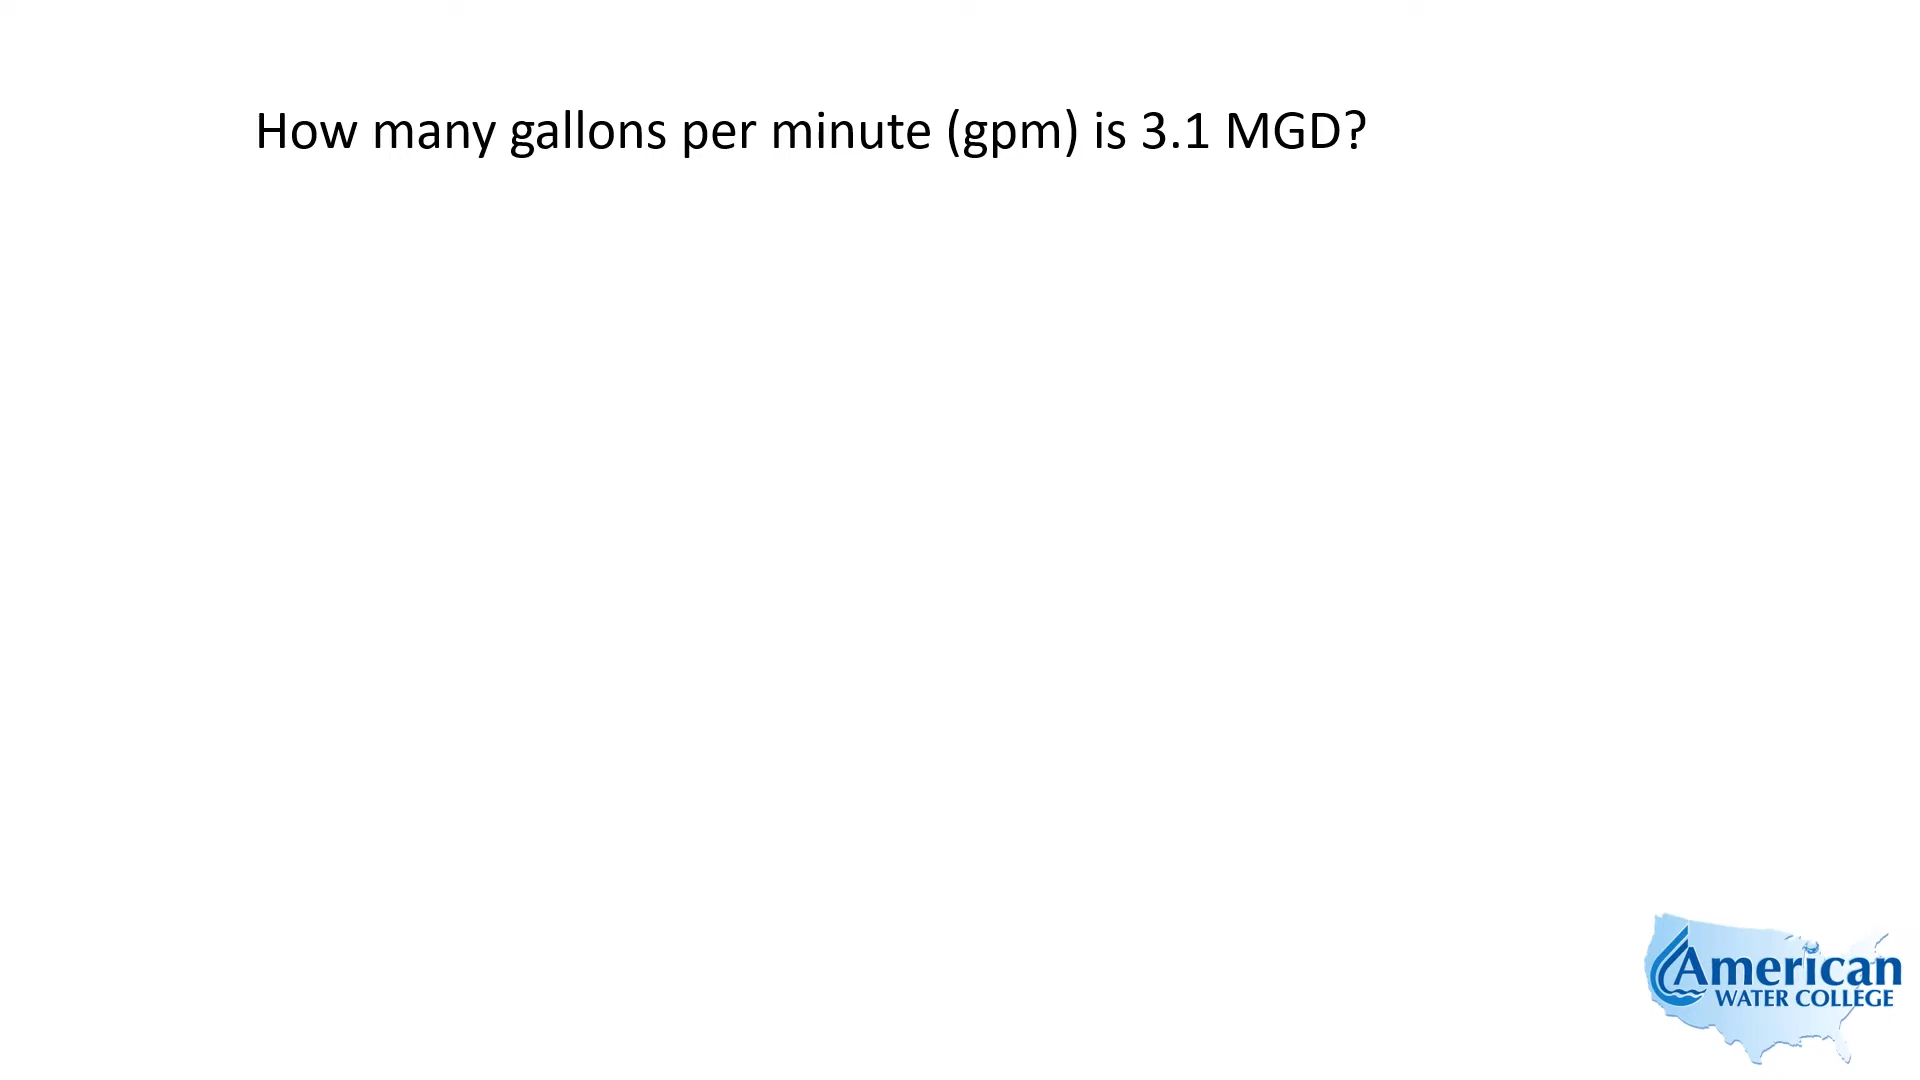 How many gallons per minute (gpm) is 3.1 MGD?
American
WATER COLLEGE